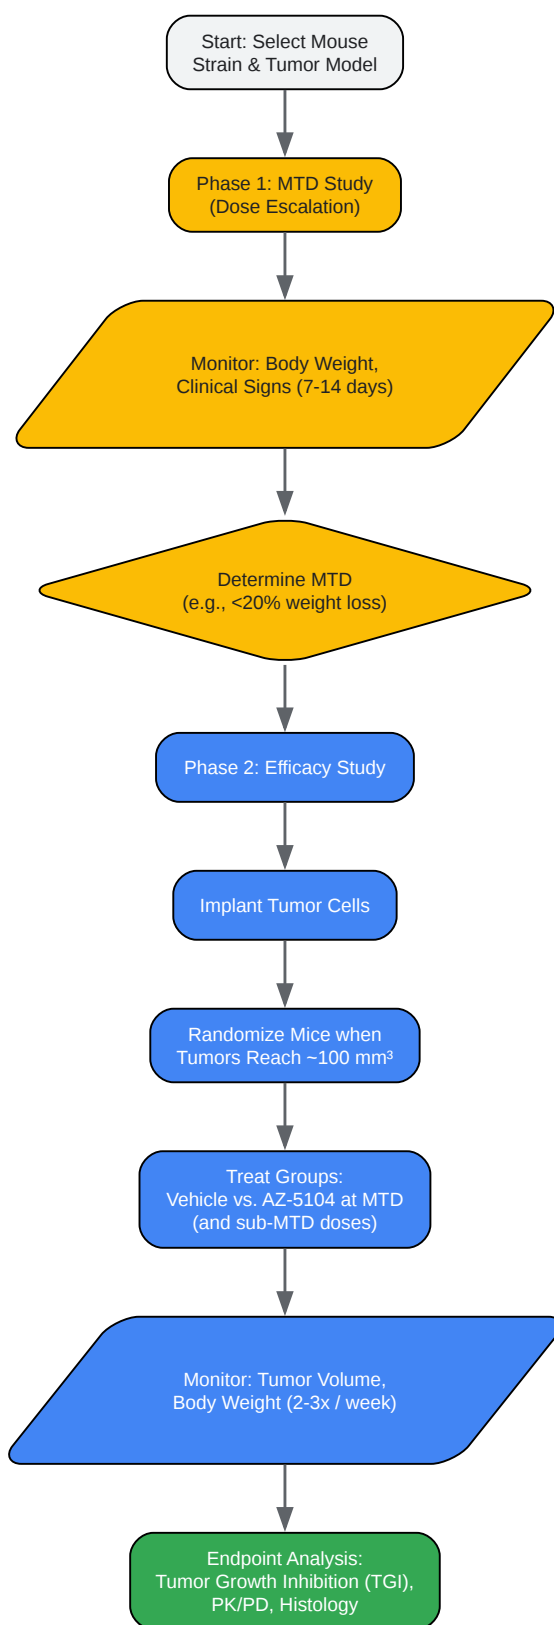 Start: Select Mouse
Strain & Tumor Model
Phase 1: MTD Study
(Dose Escalation)
Monitor: Body Weight,
Clinical Signs (7-14 days)
Determine MTD
(e.g., <20% weight loss)
Phase 2: Efficacy Study
Implant Tumor Cells
Randomize Mice when
Tumors Reach ~100 mm³
Treat Groups:
Vehicle vs. AZ-5104 at MTD
(and sub-MTD doses)
Monitor: Tumor Volume,
Body Weight (2-3x / week)
Endpoint Analysis:
Tumor Growth Inhibition (TGI),
PK/PD, Histology